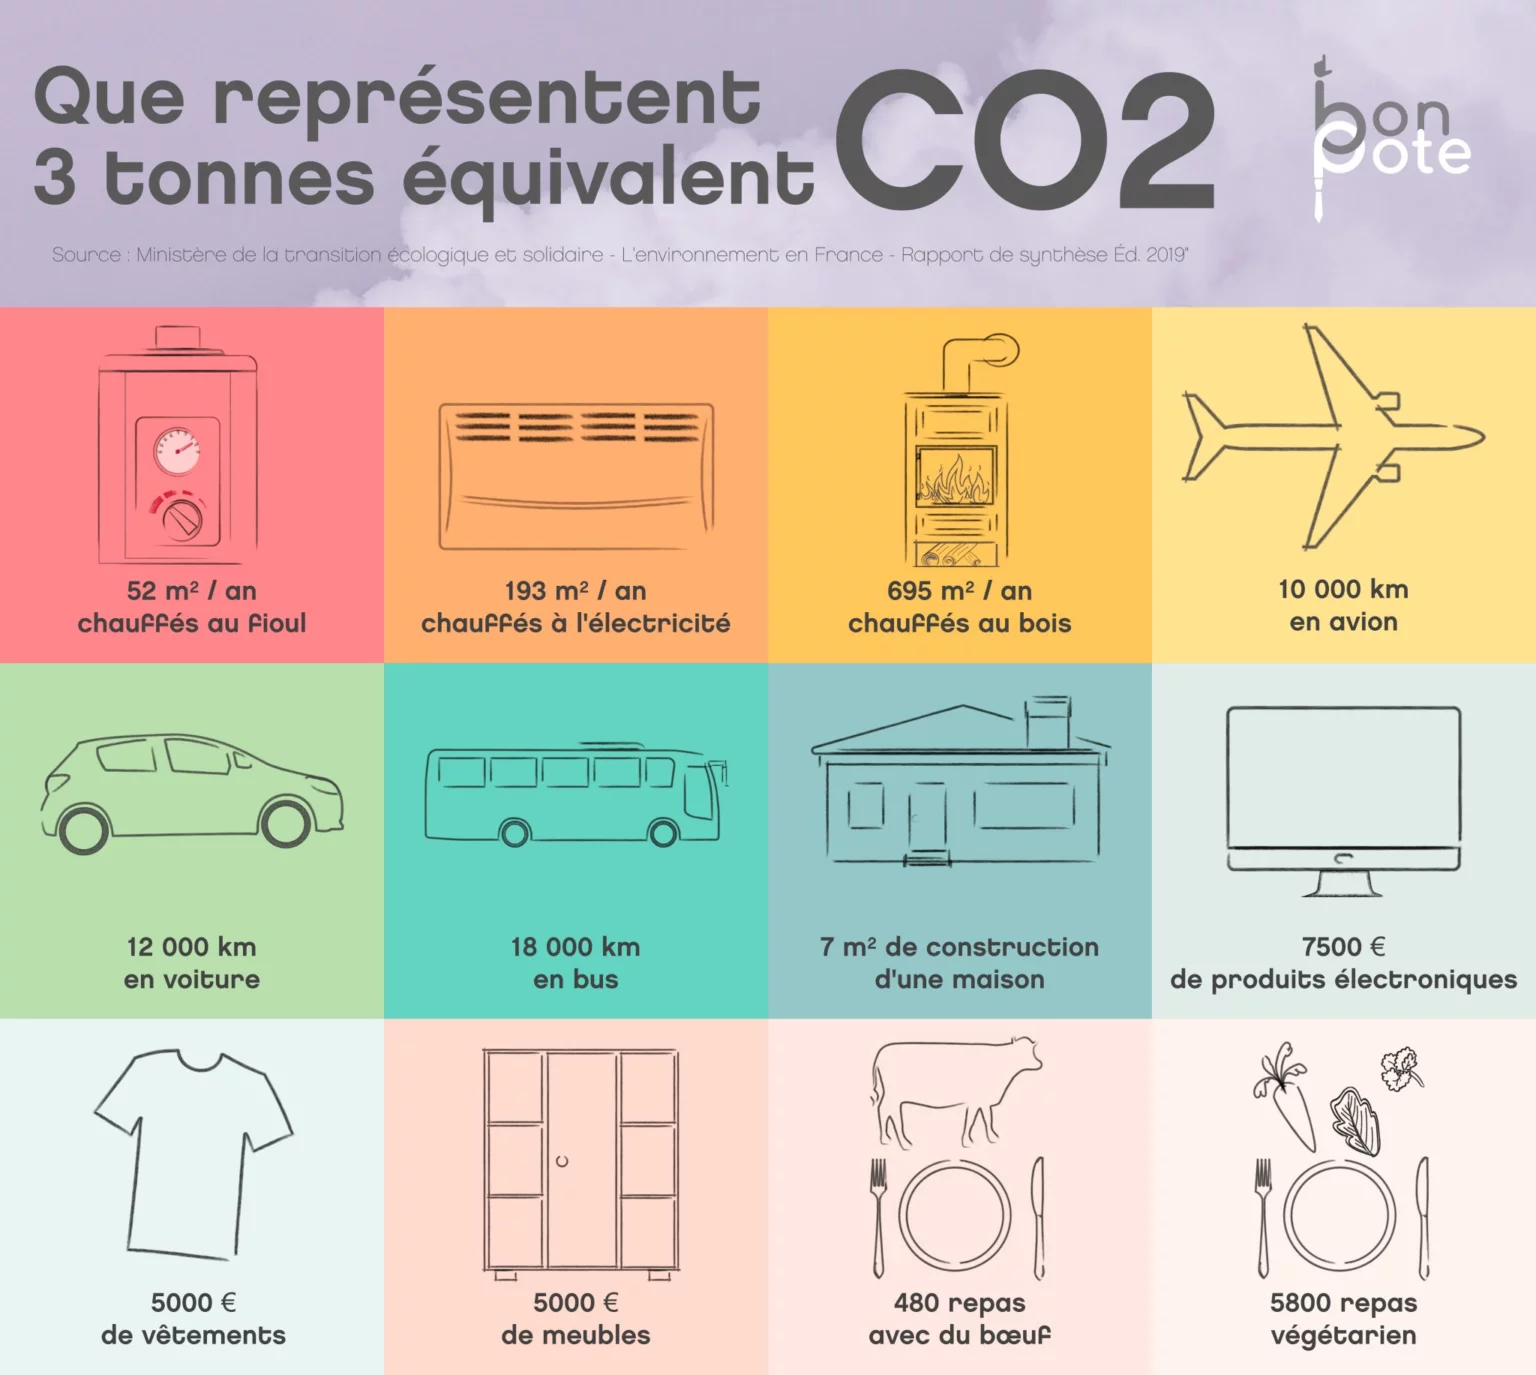 Que représentent
3 tonnes équivalent CO2
bon
pote
Source : Ministère de la transition écologique et solidaire - L'environnement en France - Rapport de synthèse Éd. 2019"
52 m² / an
chauffés au fioul
193 m² / an
chauffés à l'électricité
695 m² / an
chauffés au bois
10 000 km
en avion
12 000 km
en voiture
18 000 km
en bus
7 m² de construction
d'une maison
7500 €
de produits électroniques
5000 €
de vêtements
5000 €
de meubles
480 repas
avec du bœuf
5800 repas
végétarien